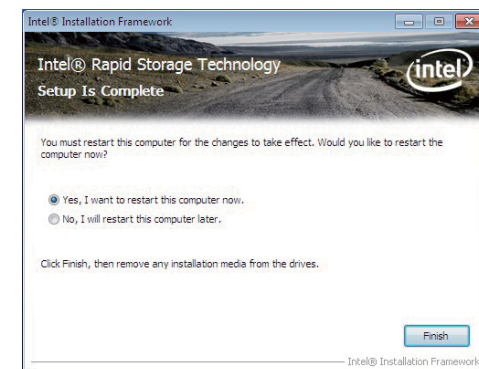 Intel® Installation Framework
Intel® Rapid Storage Technology
Setup Is Complete
intel
You must restart this computer for the changes to take effect. Would you like to restart the
computer now?
Yes, I want to restart this computer now.
No, I will restart this computer later.
Click Finish, then remove any installation media from the drives.
Finish
Intel® Installation Framework